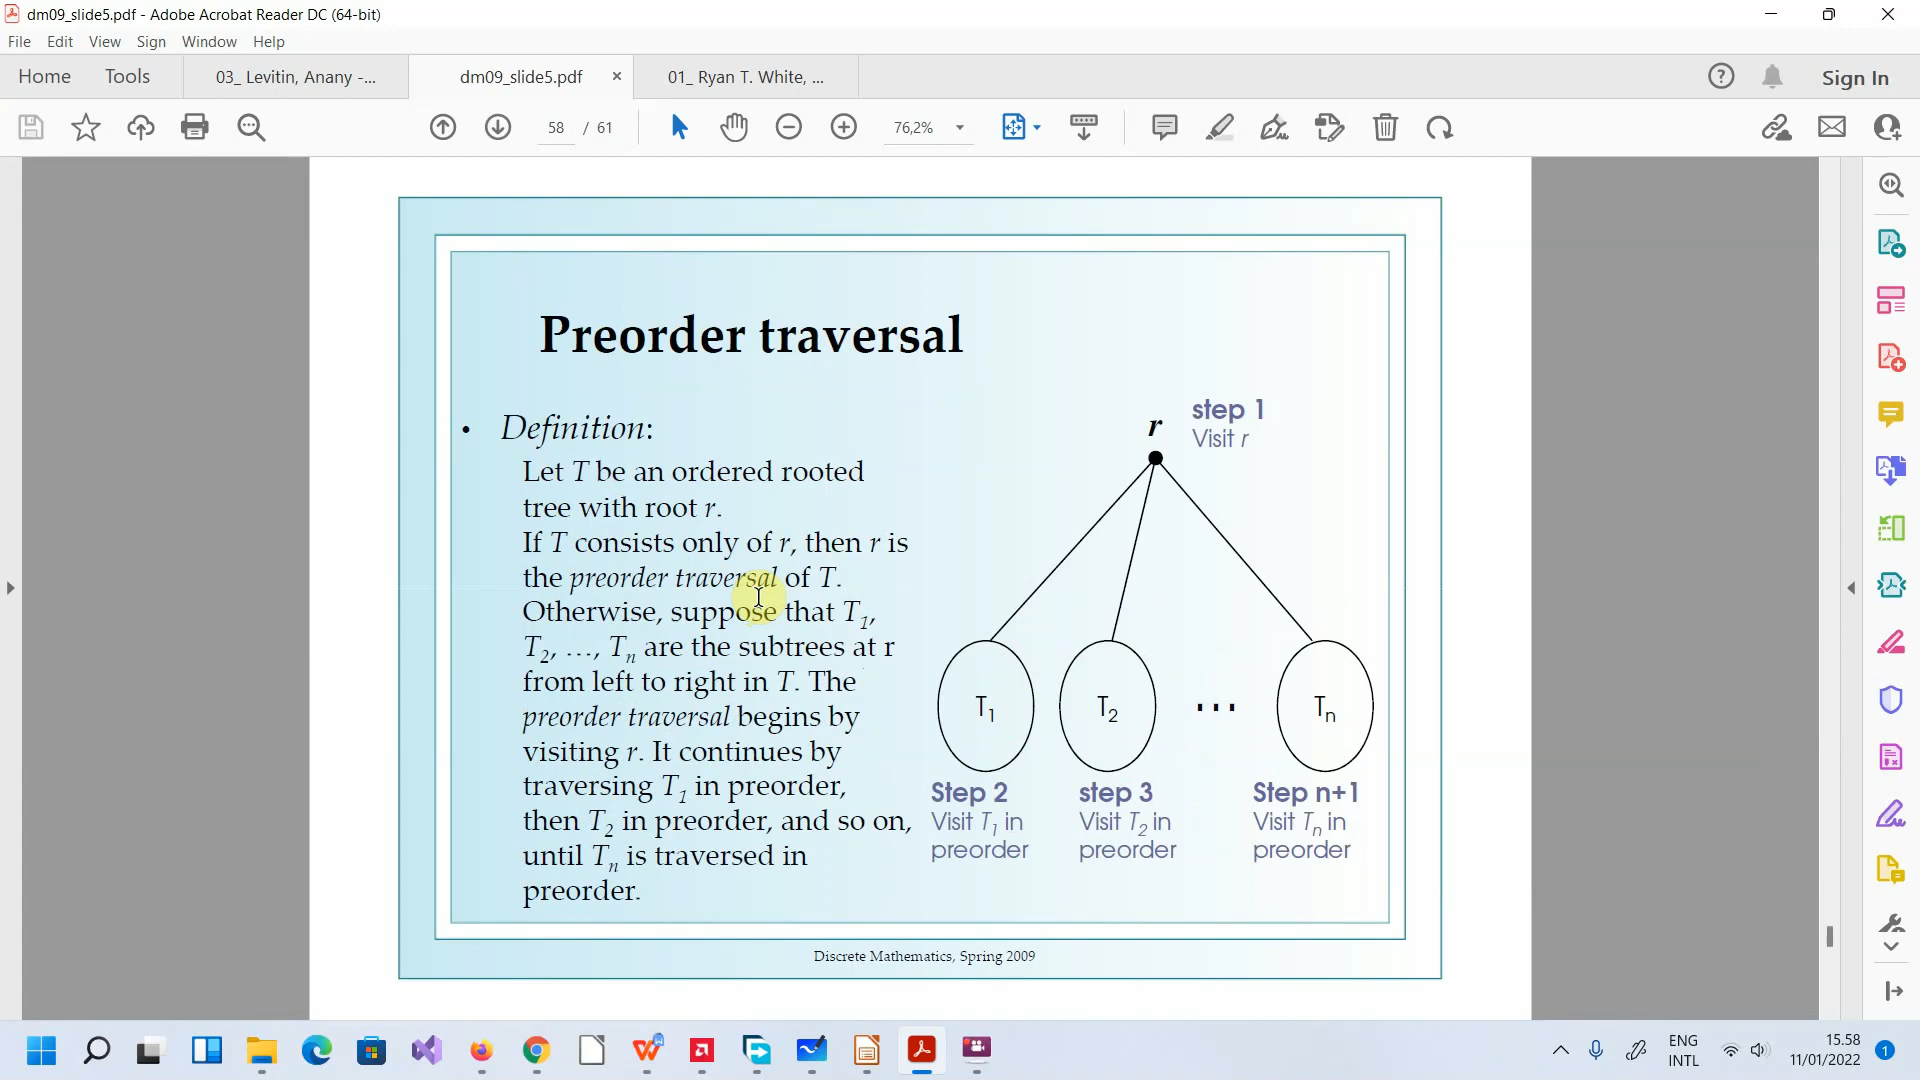 dm09_slide5.pdf - Adobe Acrobat Reader DC (64-bit)
File Edit View Sign Window Help
Home Tools 03_ Levitin, Anany -... dm09_slide5.pdf × 01_ Ryan T. White, ... Sign In
58 / 61 76,2%
Preorder traversal
• Definition:
Let T be an ordered rooted
tree with root r.
If T consists only of r, then r is
the preorder traversal of T.
Otherwise, suppose that T1,
T2, …, Tn are the subtrees at r
from left to right in T. The
preorder traversal begins by
visiting r. It continues by
traversing T1 in preorder,
then T2 in preorder, and so on,
until Tn is traversed in
preorder.
r
step 1
Visit r
T1 T2 … Tn
Step 2
Visit T1 in
preorder
step 3
Visit T2 in
preorder
Step n+1
Visit Tn in
preorder
Discrete Mathematics, Spring 2009
ENG
INTL
15.58
11/01/2022
1